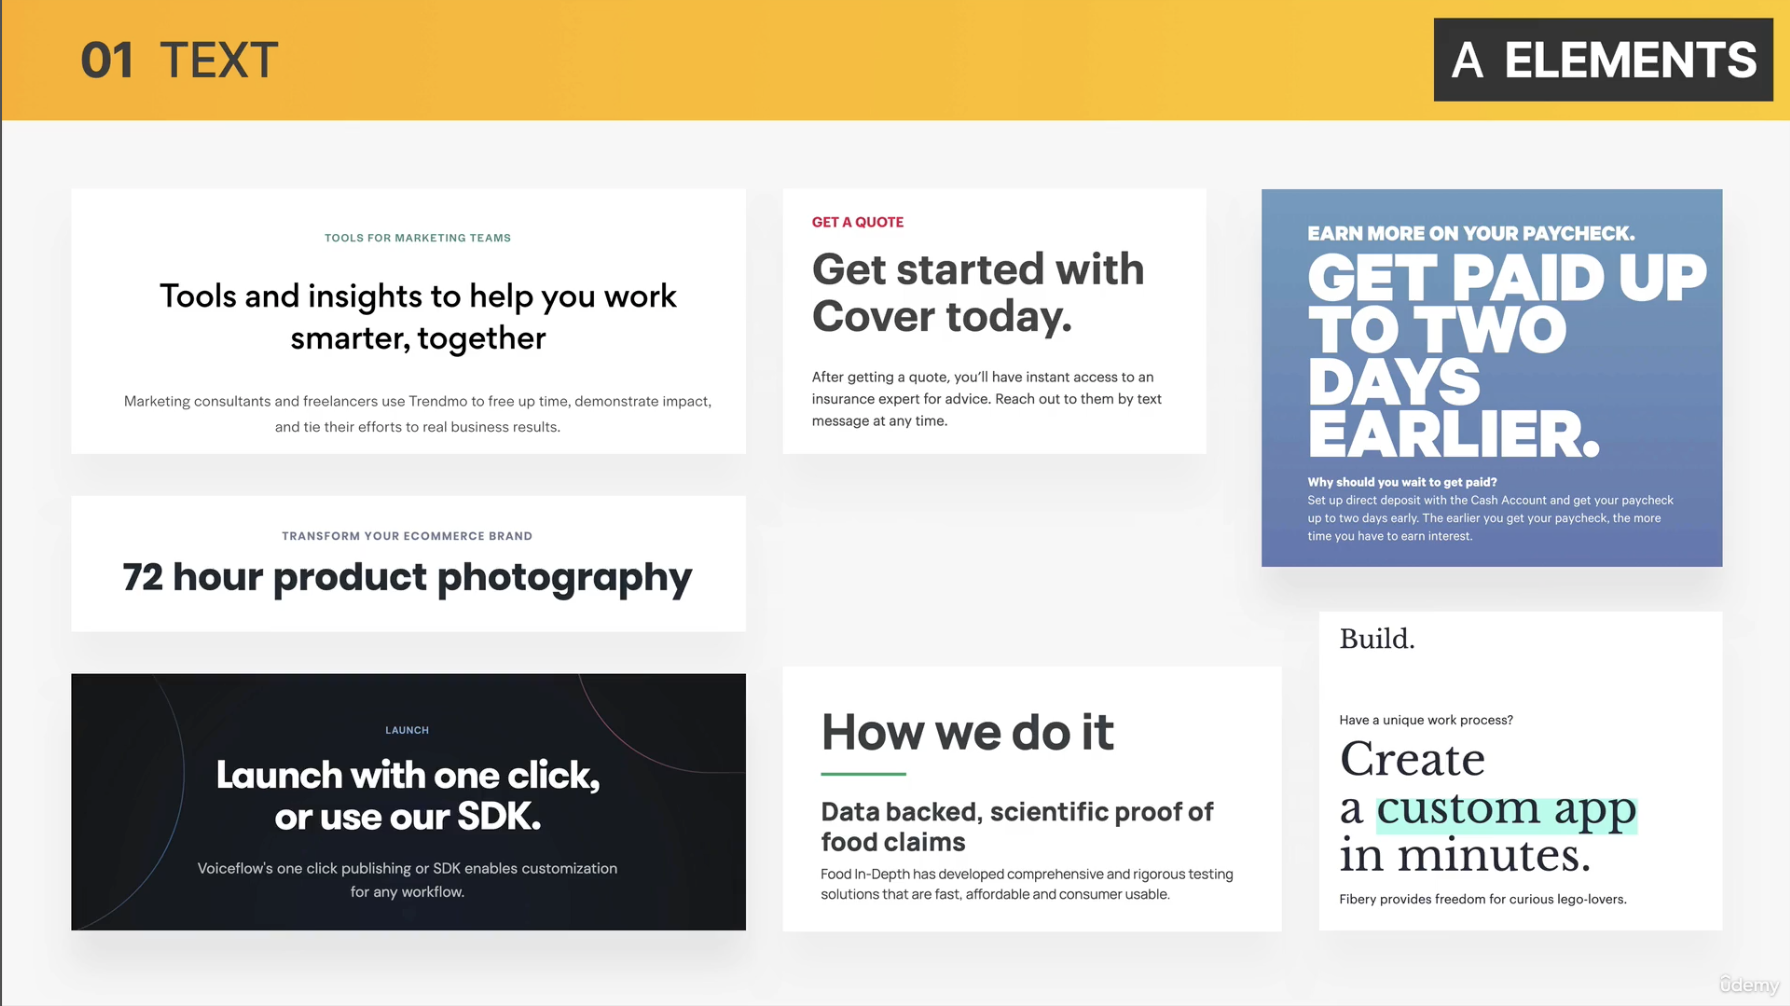 01 TEXT
A ELEMENTS
TOOLS FOR MARKETING TEAMS
Tools and insights to help you work
smarter, together
Marketing consultants and freelancers use Trendmo to free up time, demonstrate impact,
and tie their efforts to real business results.
GET A QUOTE
Get started with
Cover today.
After getting a quote, you'll have instant access to an
insurance expert for advice. Reach out to them by text
message at any time.
EARN MORE ON YOUR PAYCHECK.
GET PAID UP
TO TWO
DAYS
EARLIER.
Why should you wait to get paid?
Set up direct deposit with the Cash Account and get your paycheck
up to two days early. The earlier you get your paycheck, the more
time you have to earn interest.
TRANSFORM YOUR ECOMMERCE BRAND
72 hour product photography
LAUNCH
Launch with one click,
or use our SDK.
Voiceflow's one click publishing or SDK enables customization
for any workflow.
How we do it
Data backed, scientific proof of
food claims
Food In-Depth has developed comprehensive and rigorous testing
solutions that are fast, affordable and consumer usable.
Build.
Have a unique work process?
Create
a custom app
in minutes.
Fibery provides freedom for curious lego-lovers.
ûdemy